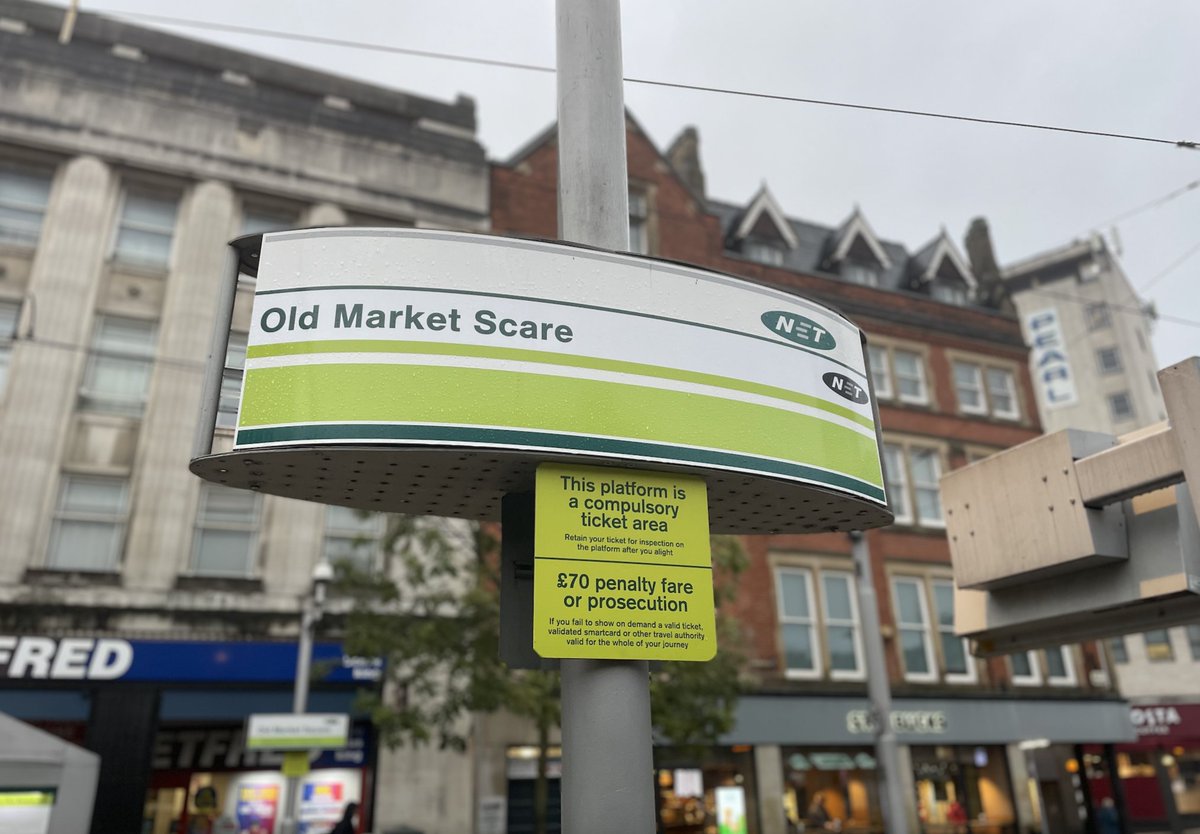 Old Market Scare
NET
NET
This platform is
a compulsory
ticket area
Retain your ticket for inspection on
the platform after you alight
£70 penalty fare
or prosecution
If you fail to show on demand a valid ticket,
validated smartcard or other travel authority
valid for the whole of your journey
PEARL
FRED
ETFRED
COSTA